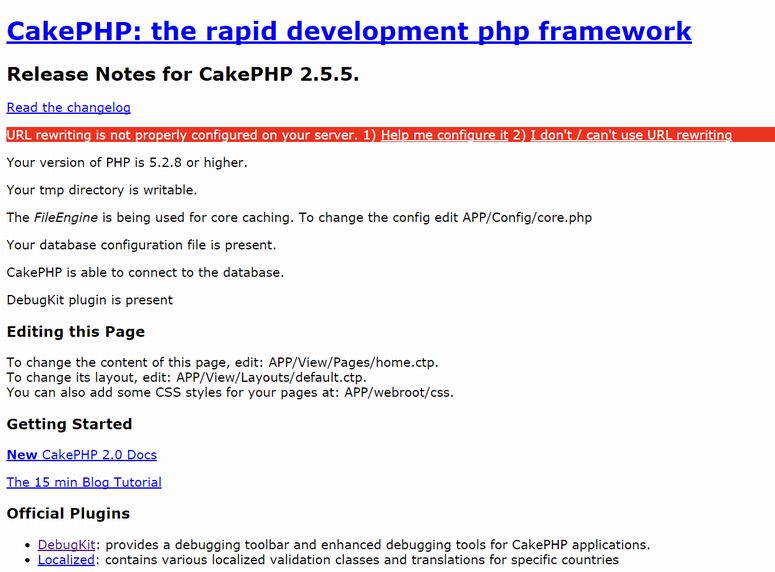 CakePHP: the rapid development php framework
Release Notes for CakePHP 2.5.5.
Read the changelog
URL rewriting is not properly configured on your server. 1) Help me configure it 2) I don't / can't use URL rewriting
Your version of PHP is 5.2.8 or higher.
Your tmp directory is writable.
The FileEngine is being used for core caching. To change the config edit APP/Config/core.php
Your database configuration file is present.
CakePHP is able to connect to the database.
DebugKit plugin is present
Editing this Page
To change the content of this page, edit: APP/View/Pages/home.ctp.
To change its layout, edit: APP/View/Layouts/default.ctp.
You can also add some CSS styles for your pages at: APP/webroot/css.
Getting Started
New CakePHP 2.0 Docs
The 15 min Blog Tutorial
Official Plugins
• DebugKit: provides a debugging toolbar and enhanced debugging tools for CakePHP applications.
• Localized: contains various localized validation classes and translations for specific countries